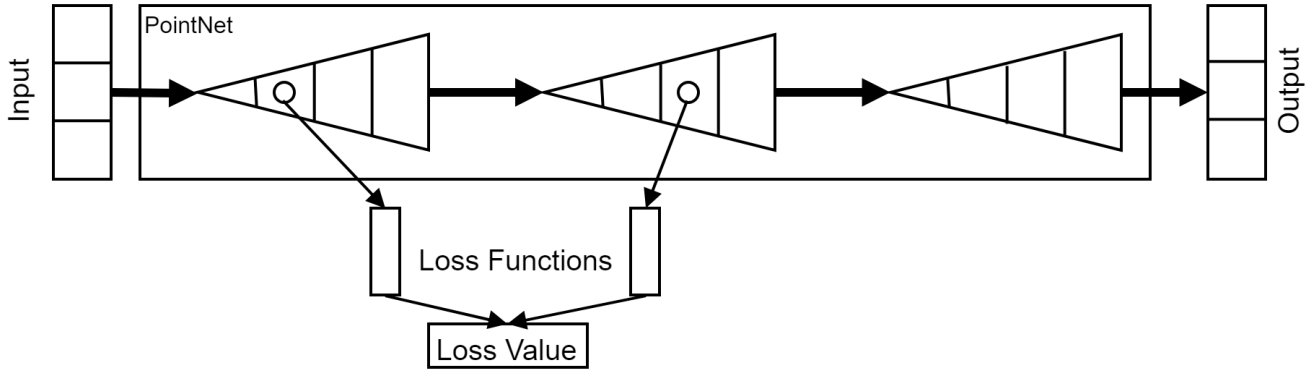 PointNet
Input
Output
Loss Functions
Loss Value